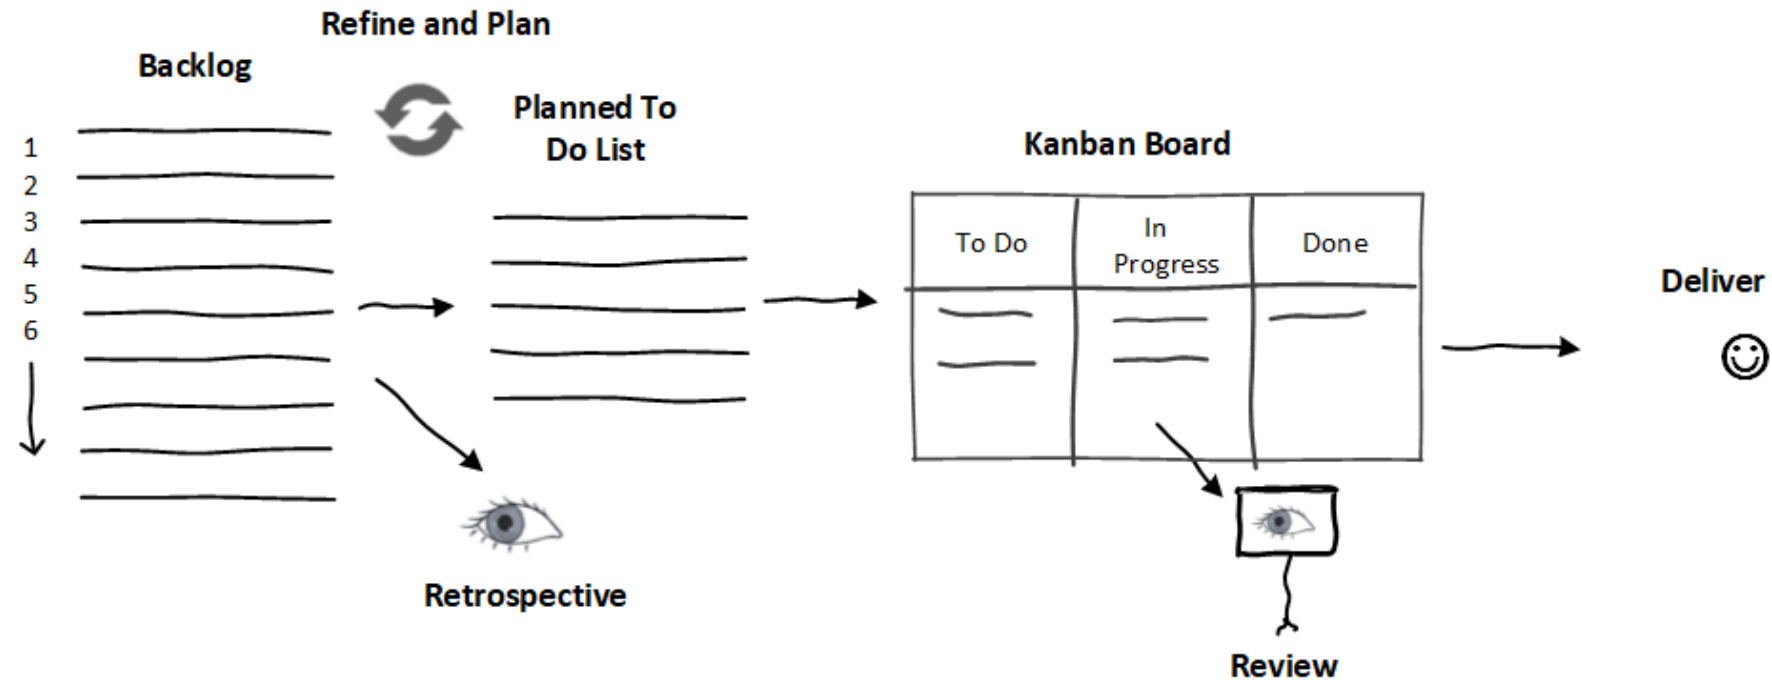 Refine and Plan
Backlog
Planned To
Do List
Kanban Board
1
2
3
4
5
6
To Do
In
Progress
Done
Deliver
Retrospective
Review